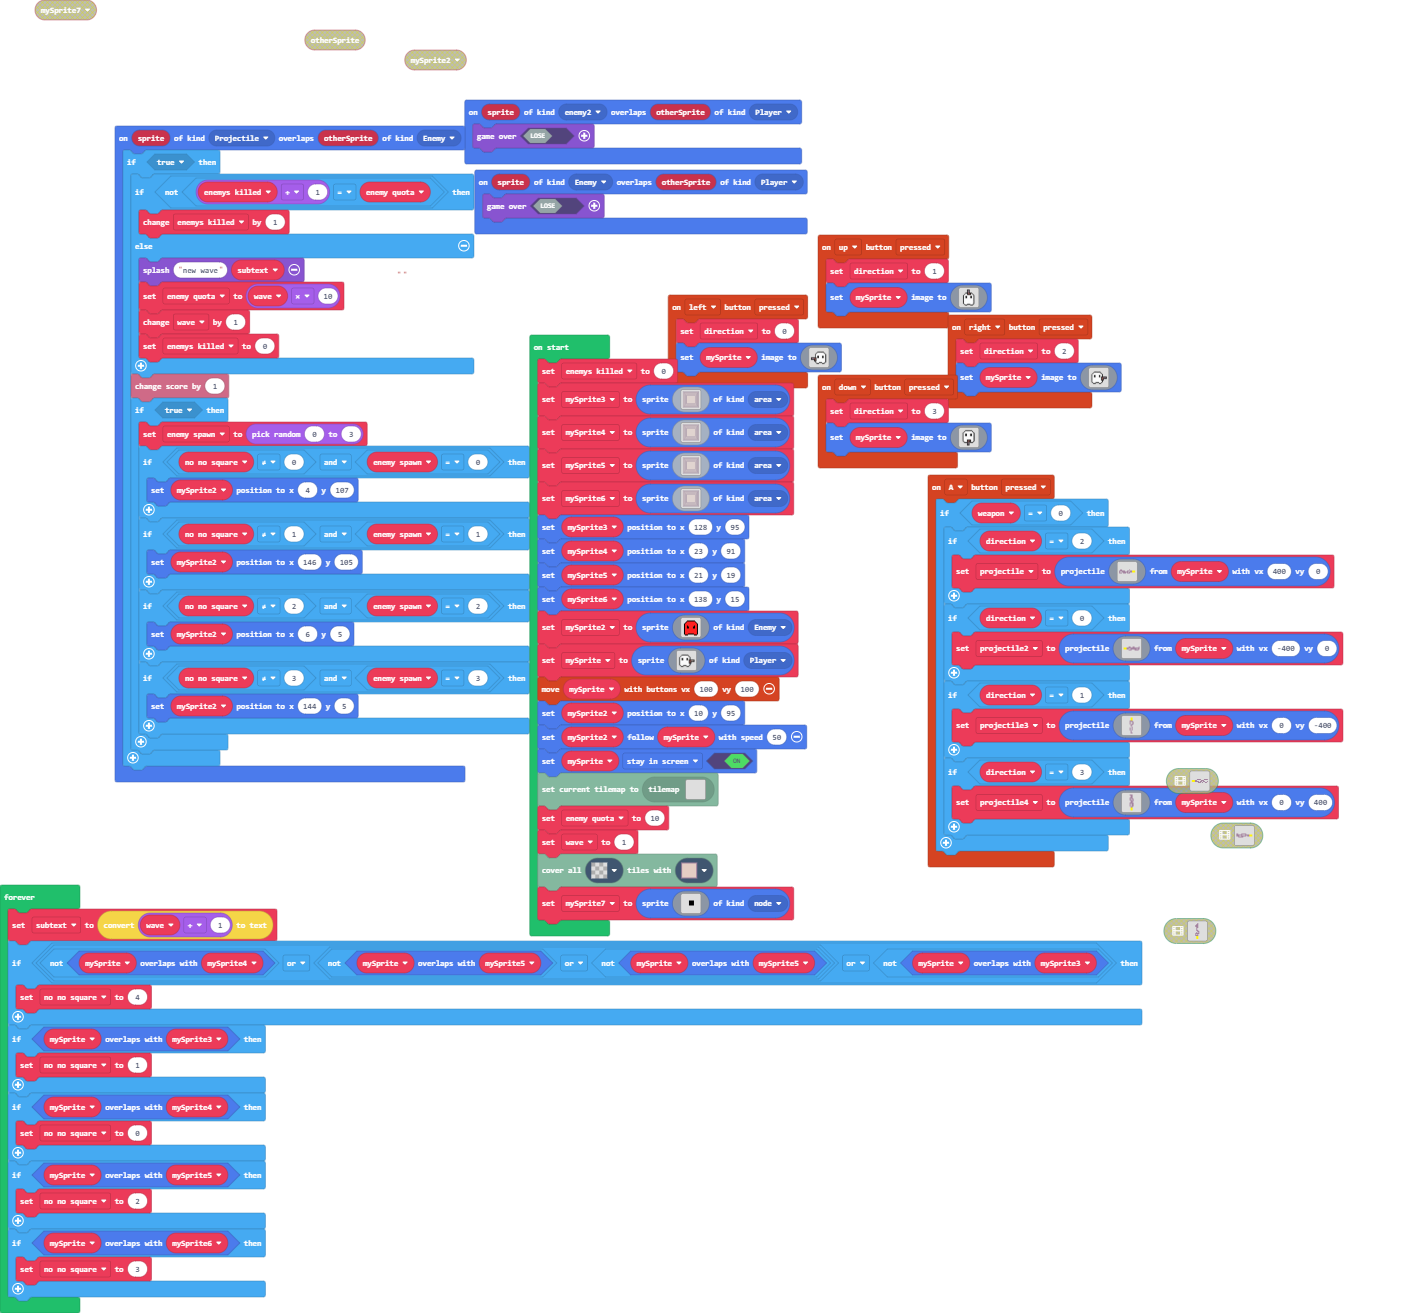 mySprite7
otherSprite
mySprite2
on sprite of kind enemy2 overlaps otherSprite of kind Player
game over LOSE
on sprite of kind Projectile overlaps otherSprite of kind Enemy
if true then
if not enemys killed + 1 = enemy quota then
change enemys killed by 1
else
splash "new wave" subtext
set enemy quota to wave × 10
change wave by 1
set enemys killed to 0
change score by 1
if true then
set enemy spawn to pick random 0 to 3
if no no square ≠ 0 and enemy spawn = 0 then
set mySprite2 position to x 4 y 107
if no no square ≠ 1 and enemy spawn = 1 then
set mySprite2 position to x 146 y 105
if no no square ≠ 2 and enemy spawn = 2 then
set mySprite2 position to x 6 y 5
if no no square ≠ 3 and enemy spawn = 3 then
set mySprite2 position to x 144 y 5
on sprite of kind Enemy overlaps otherSprite of kind Player
game over LOSE
on up button pressed
set direction to 1
set mySprite image to
on left button pressed
set direction to 0
set mySprite image to
on right button pressed
set direction to 2
set mySprite image to
on down button pressed
set direction to 3
set mySprite image to
on start
set enemys killed to 0
set mySprite3 to sprite of kind area
set mySprite4 to sprite of kind area
set mySprite5 to sprite of kind area
set mySprite6 to sprite of kind area
set mySprite3 position to x 128 y 95
set mySprite4 position to x 23 y 91
set mySprite5 position to x 21 y 19
set mySprite6 position to x 138 y 15
set mySprite2 to sprite of kind Enemy
set mySprite to sprite of kind Player
move mySprite with buttons vx 100 vy 100
set mySprite2 position to x 10 y 95
set mySprite2 follow mySprite with speed 50
set mySprite stay in screen ON
set current tilemap to tilemap
set enemy quota to 10
set wave to 1
cover all tiles with
set mySprite7 to sprite of kind node
on A button pressed
if weapon = 0 then
if direction = 2 then
set projectile to projectile from mySprite with vx 400 vy 0
if direction = 0 then
set projectile2 to projectile from mySprite with vx -400 vy 0
if direction = 1 then
set projectile3 to projectile from mySprite with vx 0 vy -400
if direction = 3 then
set projectile4 to projectile from mySprite with vx 0 vy 400
forever
set subtext to convert wave + 1 to text
if not mySprite overlaps with mySprite4 or not mySprite overlaps with mySprite5 or not mySprite overlaps with mySprite5 or not mySprite overlaps with mySprite3 then
set no no square to 4
if mySprite overlaps with mySprite3 then
set no no square to 1
if mySprite overlaps with mySprite4 then
set no no square to 0
if mySprite overlaps with mySprite5 then
set no no square to 2
if mySprite overlaps with mySprite6 then
set no no square to 3